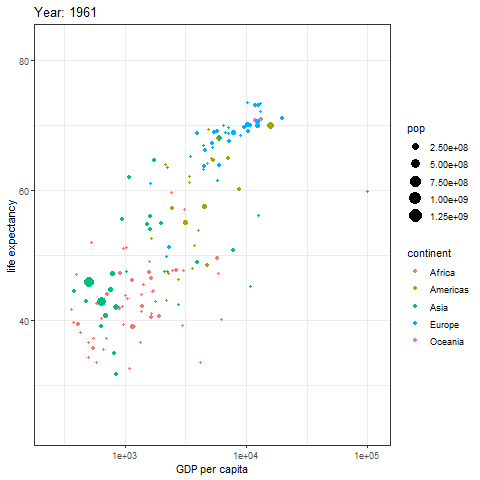 Year: 1961
life expectancy
80
60
40
1e+03
1e+04
1e+05
GDP per capita
pop
2.50e+08
5.00e+08
7.50e+08
1.00e+09
1.25e+09
continent
Africa
Americas
Asia
Europe
Oceania